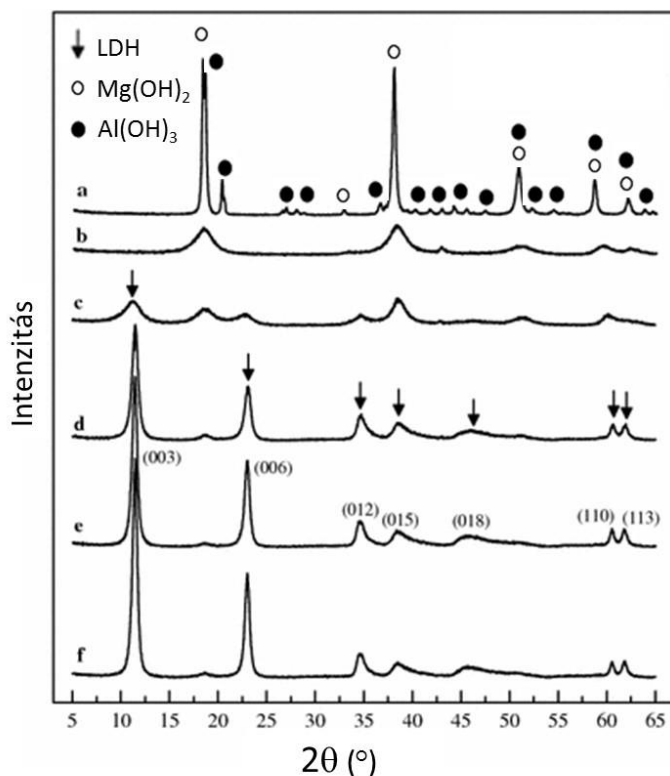 LDH
Mg(OH)₂
Al(OH)₃
a
b
c
d
(003)
(006)
(012)
(015)
(018)
(110)
(113)
e
f
Intenzitás
5 10 15 20 25 30 35 40 45 50 55 60 65
2θ (°)